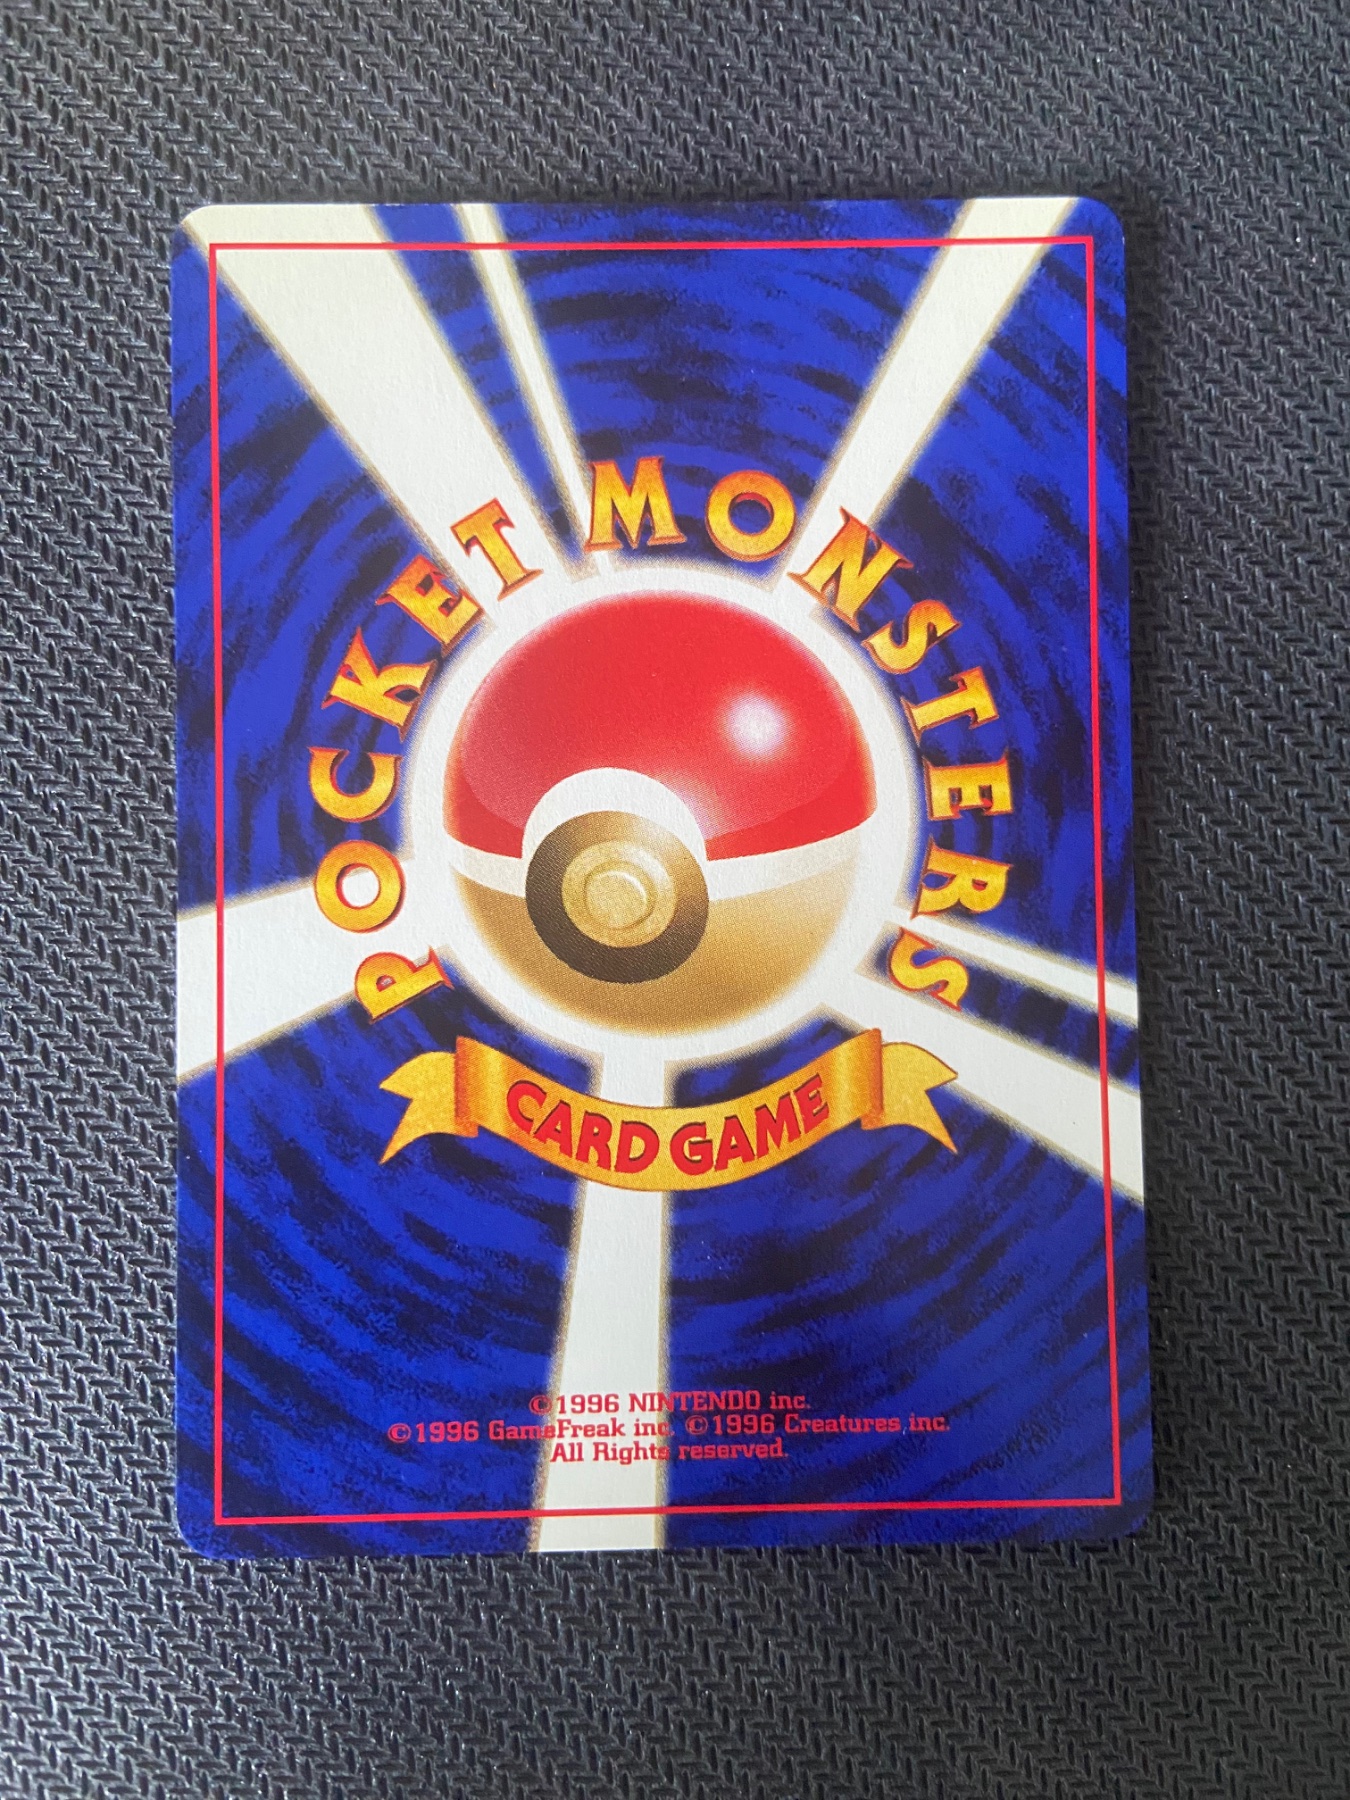 POCKET MONSTERS
CARD GAME
©1996 NINTENDO inc.
©1996 GameFreak inc. ©1996 Creatures inc.
All Rights reserved.